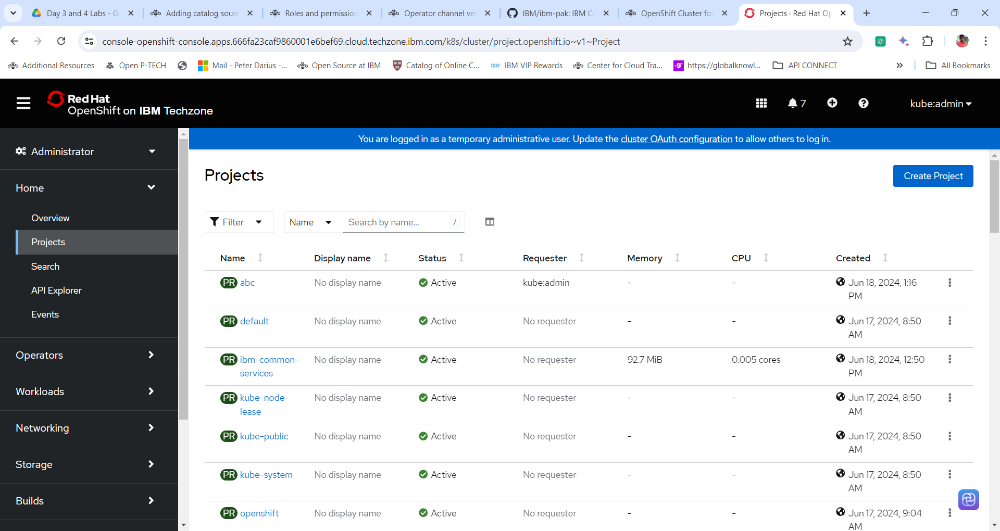 Day 3 and 4 Labs - G
Adding catalog sourc
Roles and permission
Operator channel ver
IBM/ibm-pak: IBM Ca
OpenShift Cluster for
Projects · Red Hat Op
console-openshift-console.apps.666fa23caf9860001e6bef69.cloud.techzone.ibm.com/k8s/cluster/project.openshift.io~v1~Project
Additional Resources
Open P-TECH
Mail - Peter Darius -...
Open Source at IBM
Catalog of Online C...
IBM VIP Rewards
Center for Cloud Tra...
https://globalknowl...
API CONNECT
All Bookmarks
Red Hat
OpenShift on IBM Techzone
7
kube:admin
You are logged in as a temporary administrative user. Update the cluster OAuth configuration to allow others to log in.
Administrator
Home
Overview
Projects
Search
API Explorer
Events
Operators
Workloads
Networking
Storage
Builds
Projects
Create Project
Filter
Name
Search by name...
/
Name Display name Status Requester Memory CPU Created
PR abc No display name Active kube:admin - - Jun 18, 2024, 1:16
PM
PR default No display name Active No requester - - Jun 17, 2024, 8:50
AM
PR ibm-common- No display name Active No requester 92.7 MiB 0.005 cores Jun 18, 2024, 12:50
services PM
PR kube-node- No display name Active No requester - - Jun 17, 2024, 8:50
lease AM
PR kube-public No display name Active No requester - - Jun 17, 2024, 8:50
AM
PR kube-system No display name Active No requester - - Jun 17, 2024, 8:50
AM
PR openshift No display name Active No requester - - Jun 17, 2024, 9:04
AM